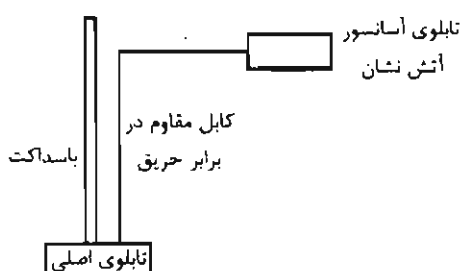 تابلوی آسانسور
آتش نشان
کابل مقاوم در
برابر حریق
باسداکت
تابلوی اصلی